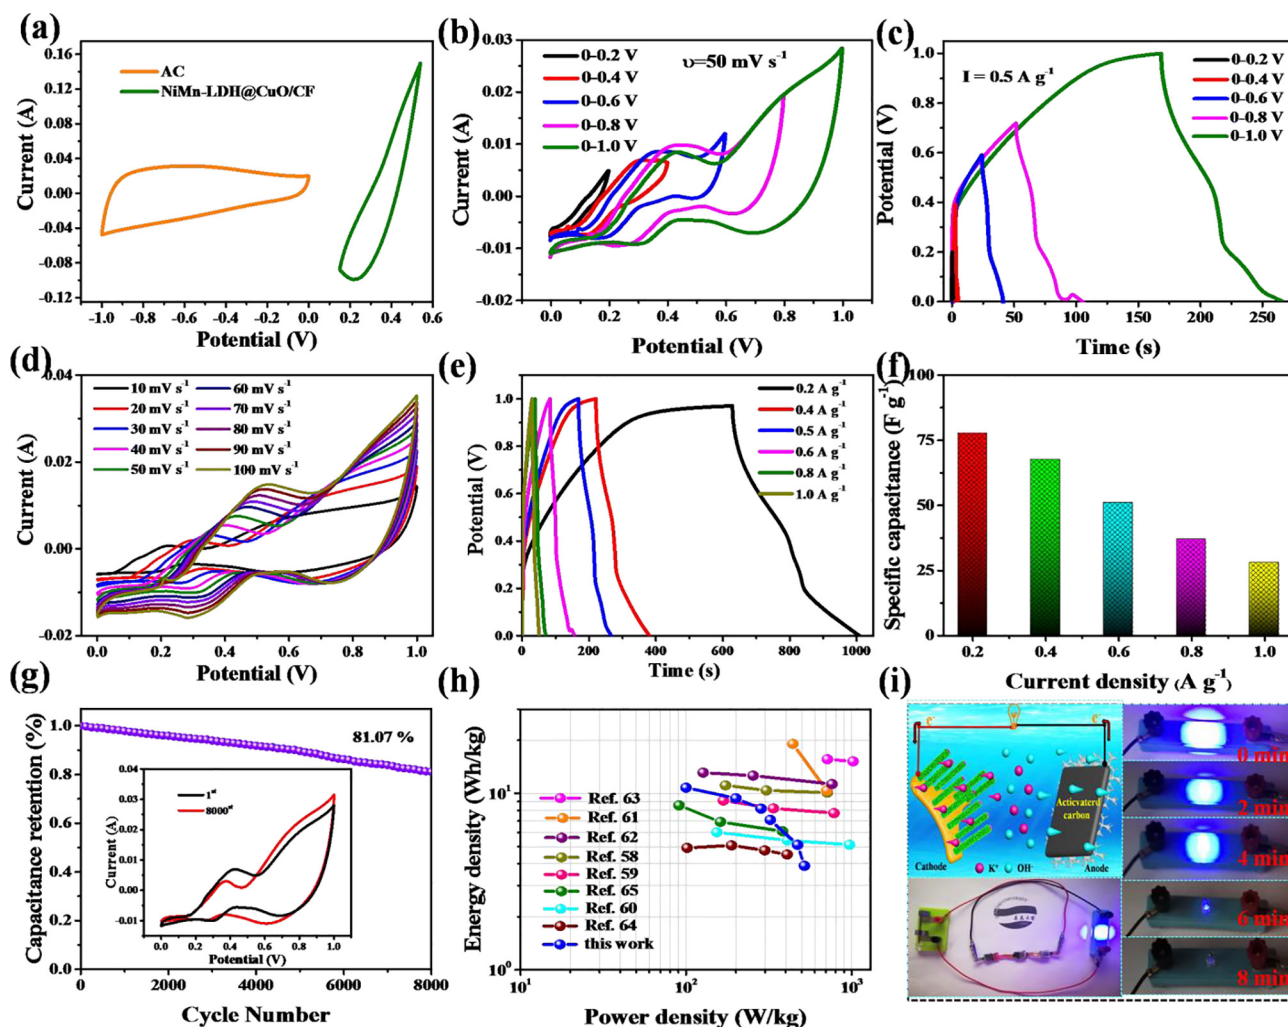 (a)
0.16
0.12
0.08
0.04
0.00
-0.04
-0.08
-0.12
Current (A)
AC
NiMn-LDH@CuO/CF
-1.0 -0.8 -0.6 -0.4 -0.2 0.0 0.2 0.4 0.6
Potential (V)
(b)
0.03
0.02
0.01
0.00
-0.01
-0.02
Current (A)
0–0.2 V
0–0.4 V
0–0.6 V
0–0.8 V
0–1.0 V
υ=50 mV s⁻¹
0.0 0.2 0.4 0.6 0.8 1.0
Potential (V)
(c)
1.0
0.8
0.6
0.4
0.2
0.0
Potential (V)
I = 0.5 A g⁻¹
0–0.2 V
0–0.4 V
0–0.6 V
0–0.8 V
0–1.0 V
0 50 100 150 200 250
Time (s)
(d)
0.04
0.02
0.00
-0.02
Current (A)
10 mV s⁻¹
20 mV s⁻¹
30 mV s⁻¹
40 mV s⁻¹
50 mV s⁻¹
60 mV s⁻¹
70 mV s⁻¹
80 mV s⁻¹
90 mV s⁻¹
100 mV s⁻¹
0.0 0.2 0.4 0.6 0.8 1.0
Potential (V)
(e)
1.0
0.8
0.6
0.4
0.2
0.0
Potential (V)
0.2 A g⁻¹
0.4 A g⁻¹
0.5 A g⁻¹
0.6 A g⁻¹
0.8 A g⁻¹
1.0 A g⁻¹
0 200 400 600 800 1000
Time (s)
(f)
100
75
50
25
0
Specific capacitance (F g⁻¹)
0.2 0.4 0.6 0.8 1.0
Current density (A g⁻¹)
(g)
1.0
0.8
0.6
0.4
0.2
0.0
Capacitance retention (%)
81.07 %
0.04
0.03
0.02
0.01
0.00
-0.01
Current (A)
1ˢᵗ
8000ˢᵗ
0.0 0.2 0.4 0.6 0.8 1.0
Potential (V)
0 2000 4000 6000 8000
Cycle Number
(h)
10¹
10⁰
Energy density (Wh/kg)
Ref. 63
Ref. 61
Ref. 62
Ref. 58
Ref. 59
Ref. 65
Ref. 60
Ref. 64
this work
10¹ 10² 10³
Power density (W/kg)
(i)
e⁻
e⁻
Acticvaterd
carbon
Cathode
K⁺
OH⁻
Anode
0 min
2 min
4 min
6 min
8 min